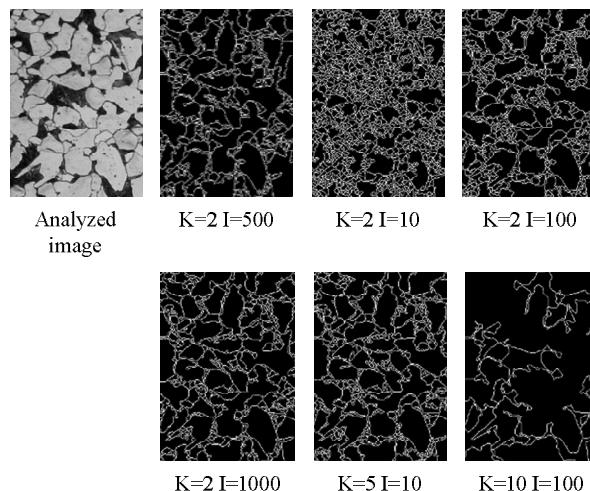 Analyzed
image
K=2 I=500
K=2 I=10
K=2 I=100
K=2 I=1000
K=5 I=10
K=10 I=100